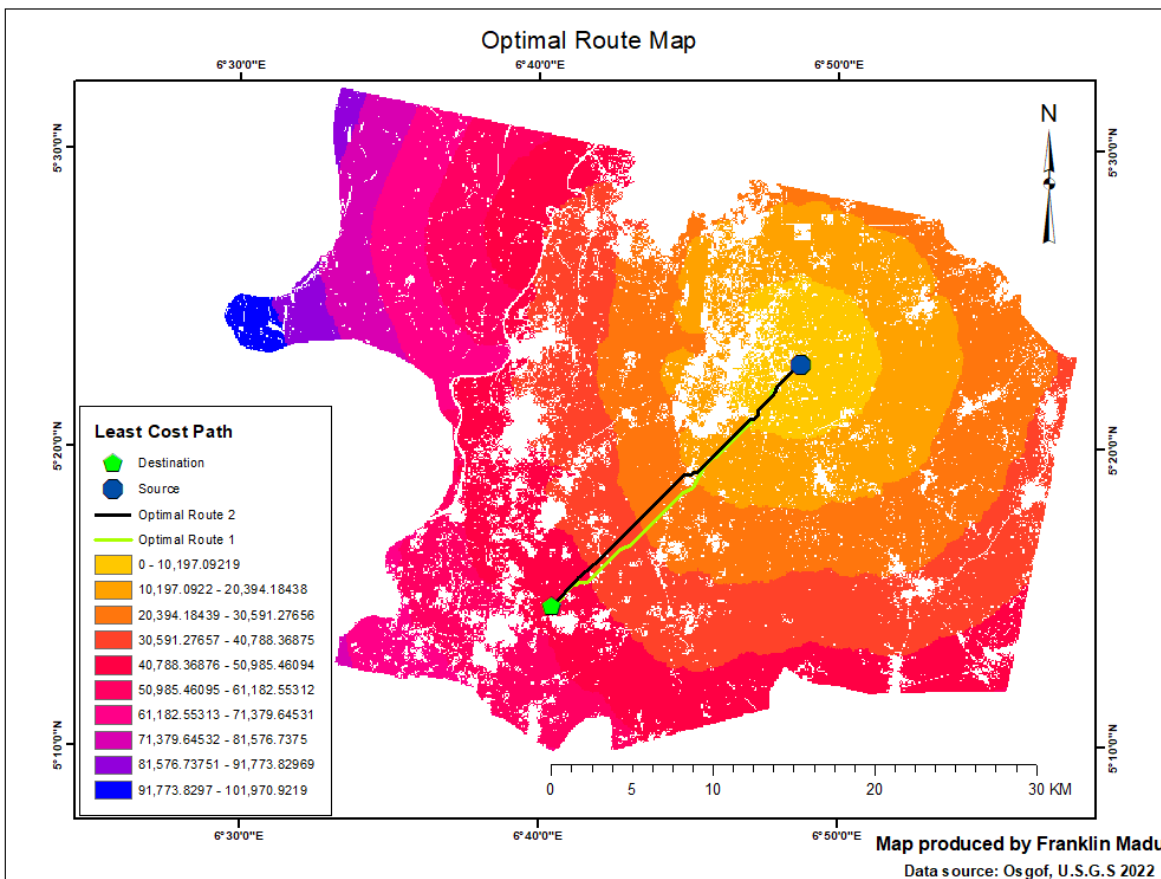 Optimal Route Map
6°30'0"E 6°40'0"E 6°50'0"E
N
5°30'0"N 5°30'0"N
5°20'0"N 5°20'0"N
5°10'0"N 5°10'0"N
Least Cost Path
Destination
Source
Optimal Route 2
Optimal Route 1
0 - 10,197.09219
10,197.0922 - 20,394.18438
20,394.18439 - 30,591.27656
30,591.27657 - 40,788.36875
40,788.36876 - 50,985.46094
50,985.46095 - 61,182.55312
61,182.55313 - 71,379.64531
71,379.64532 - 81,576.7375
81,576.73751 - 91,773.82969
91,773.8297 - 101,970.9219
0 5 10 20 30 KM
6°30'0"E 6°40'0"E 6°50'0"E
Map produced by Franklin Madu
Data source: Osgof, U.S.G.S 2022